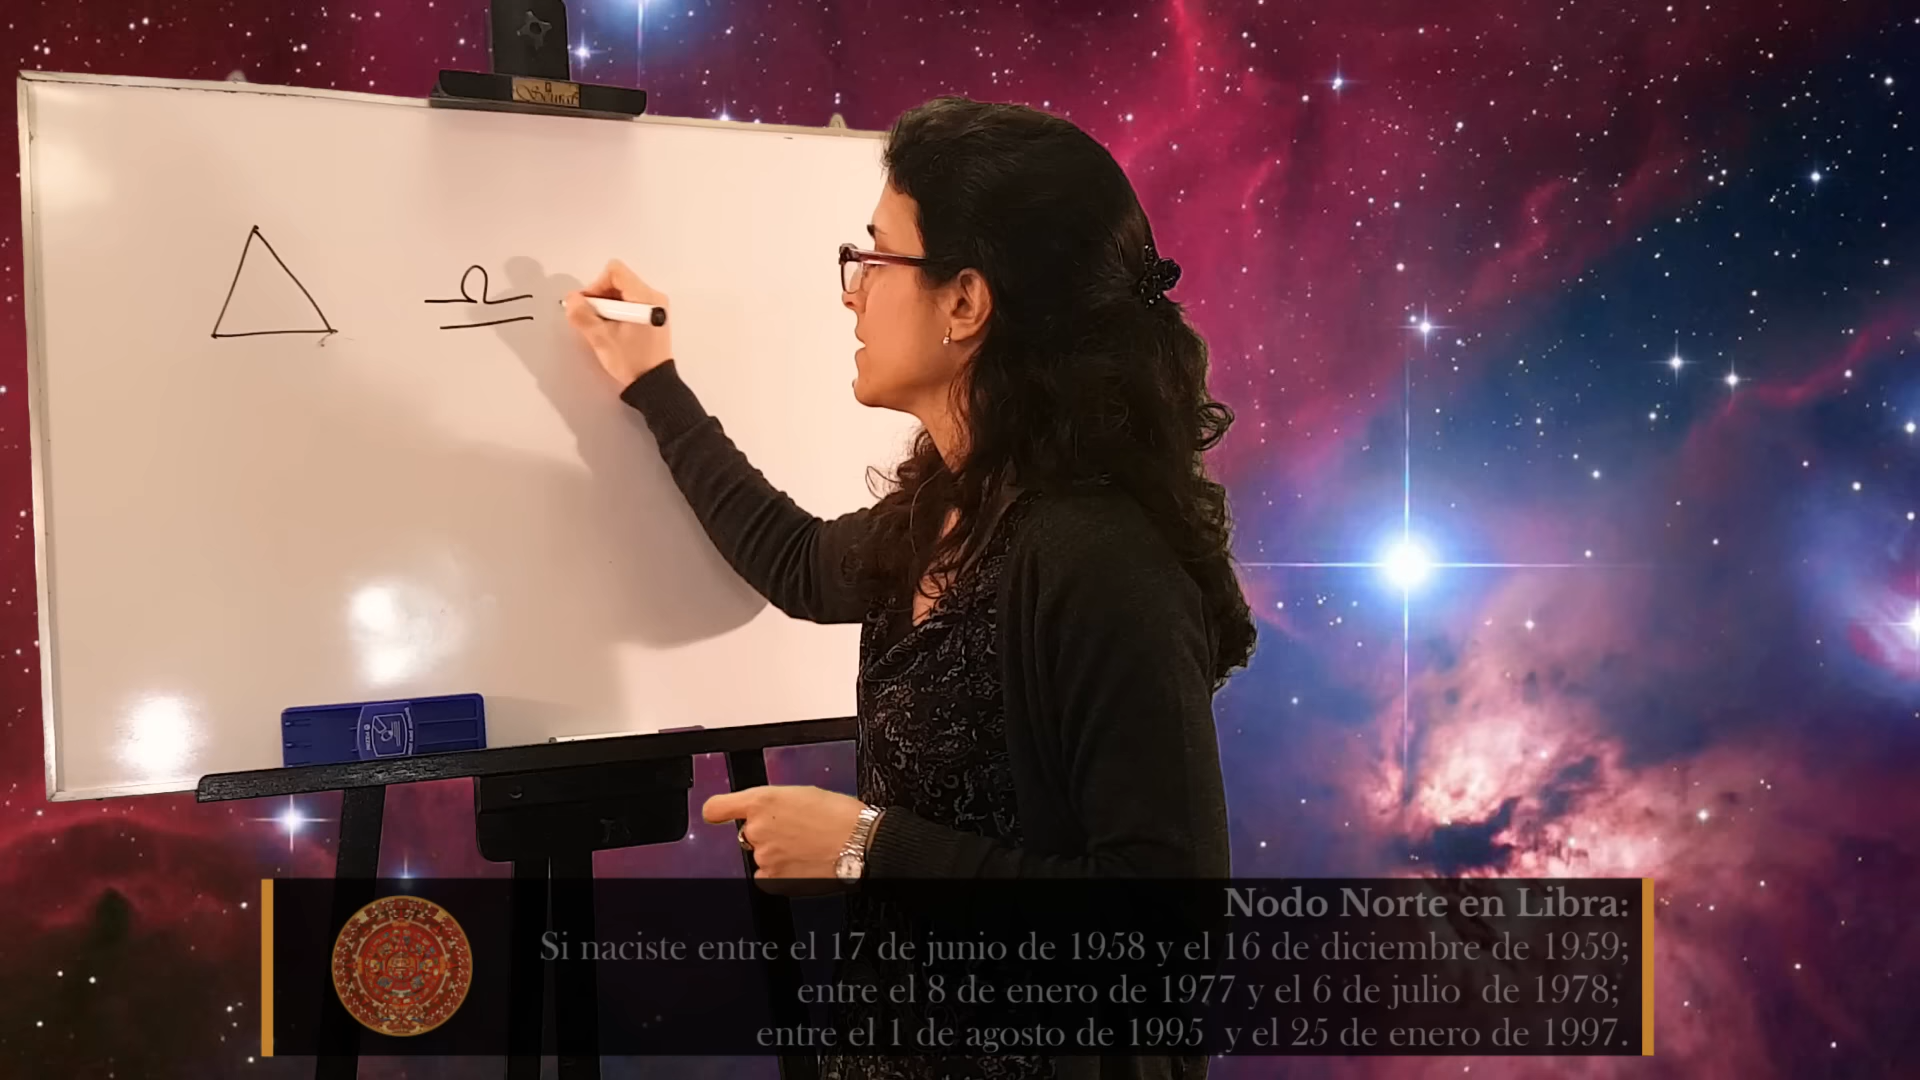 Nodo Norte en Libra:
Si naciste entre el 17 de junio de 1958 y el 16 de diciembre de 1959;
entre el 8 de enero de 1977 y el 6 de julio de 1978;
entre el 1 de agosto de 1995 y el 25 de enero de 1997.